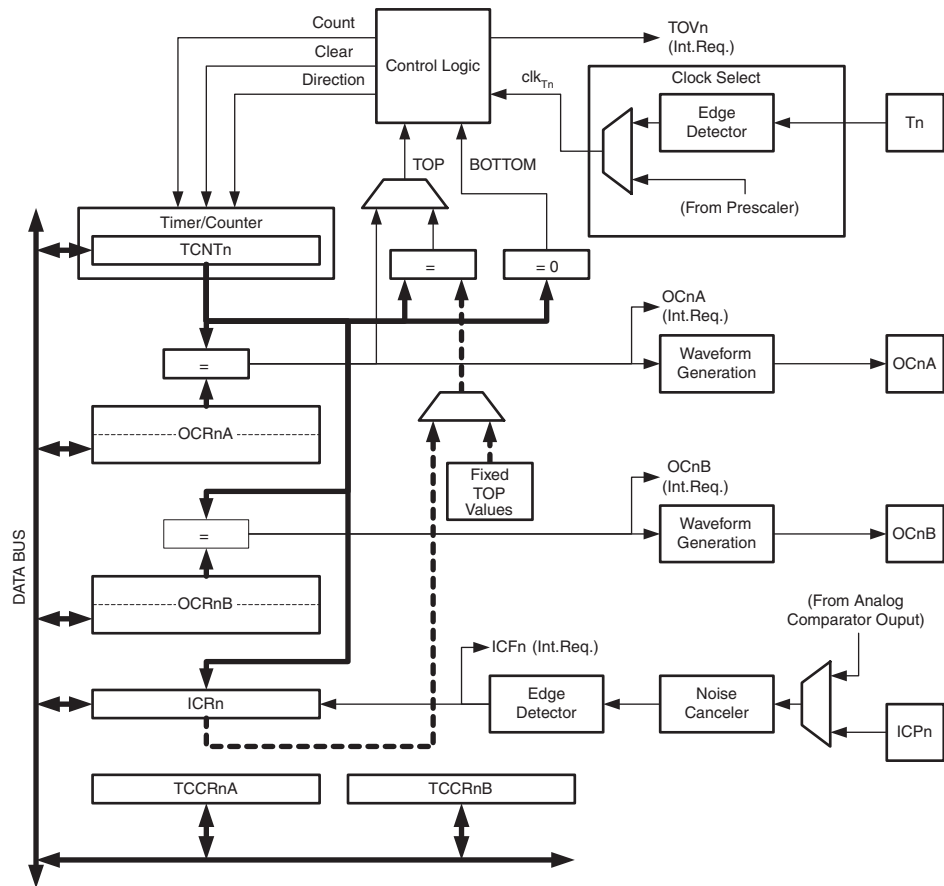 Count
Clear
Direction
Control Logic
TOVn
(Int.Req.)
clkTn
Clock Select
Edge
Detector
Tn
TOP
BOTTOM
(From Prescaler)
Timer/Counter
TCNTn
=
= 0
OCnA
(Int.Req.)
=
Waveform
Generation
OCnA
OCRnA
Fixed
TOP
Values
OCnB
(Int.Req.)
=
Waveform
Generation
OCnB
DATA BUS
OCRnB
(From Analog
Comparator Ouput)
ICFn (Int.Req.)
ICRn
Edge
Detector
Noise
Canceler
ICPn
TCCRnA
TCCRnB